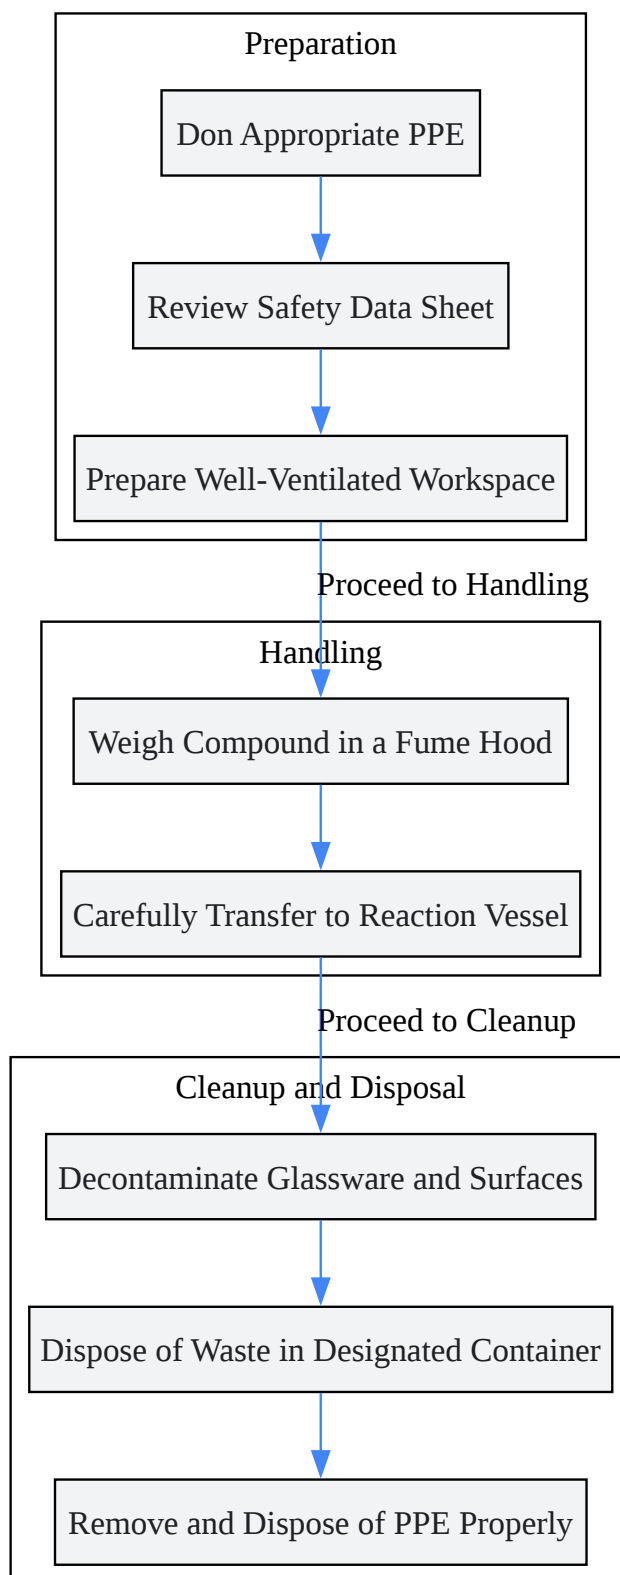 Preparation
Don Appropriate PPE
Review Safety Data Sheet
Prepare Well-Ventilated Workspace
Proceed to Handling
Handling
Weigh Compound in a Fume Hood
Carefully Transfer to Reaction Vessel
Proceed to Cleanup
Cleanup and Disposal
Decontaminate Glassware and Surfaces
Dispose of Waste in Designated Container
Remove and Dispose of PPE Properly